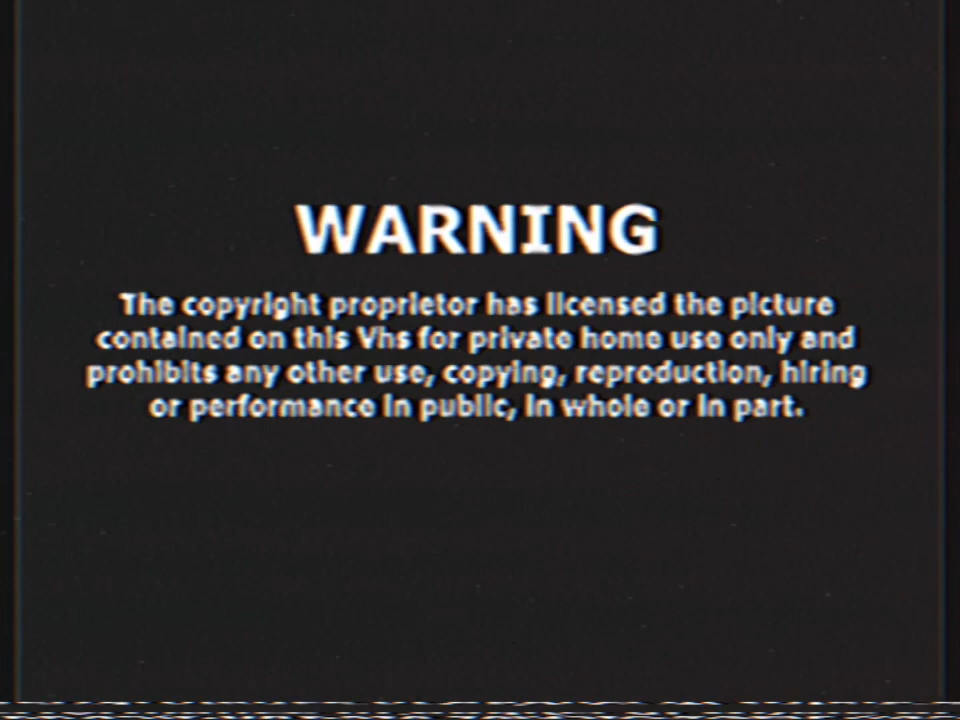 WARNING
The copyright proprietor has licensed the picture
contained on this Vhs for private home use only and
prohibits any other use, copying, reproduction, hiring
or performance in public, in whole or in part.